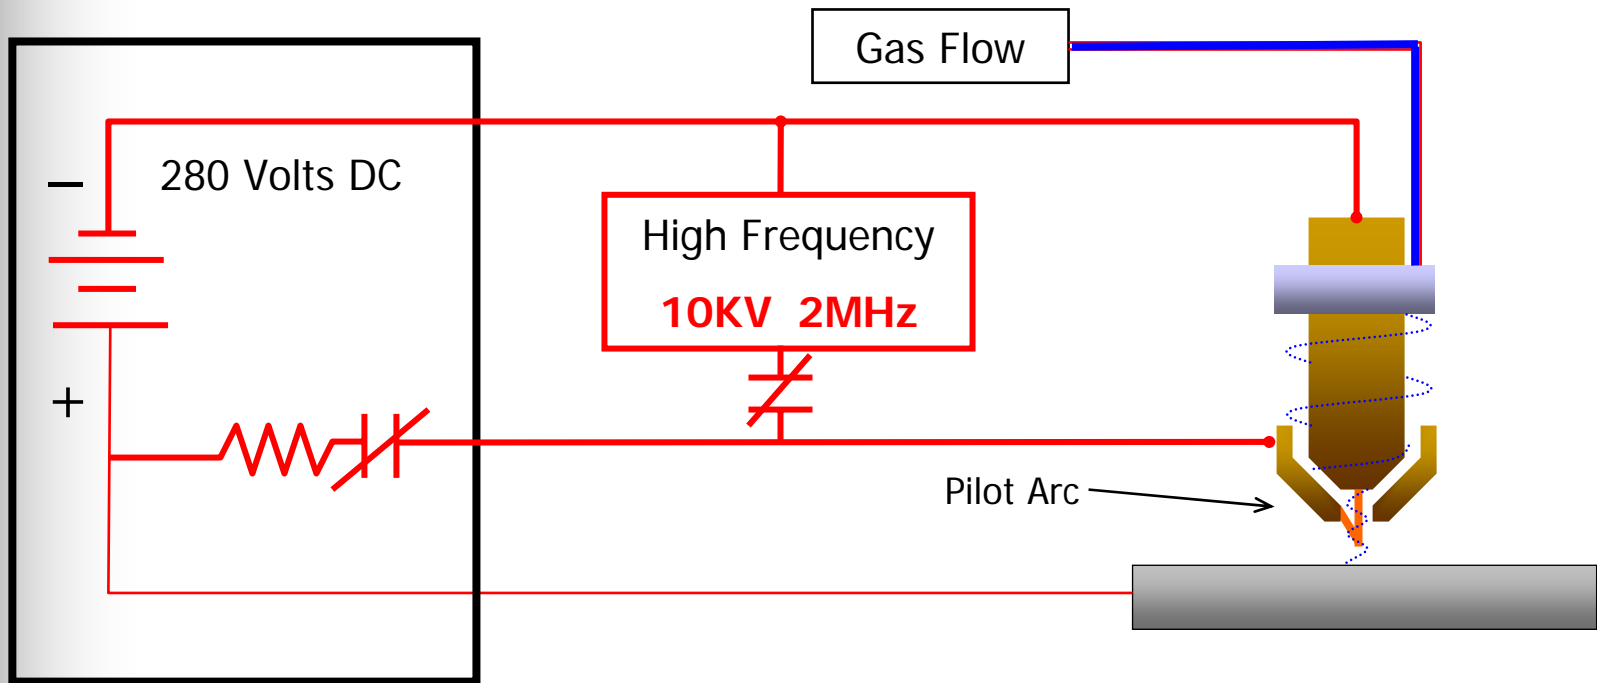 Gas Flow
280 Volts DC
−
High Frequency
10KV 2MHz
+
Pilot Arc